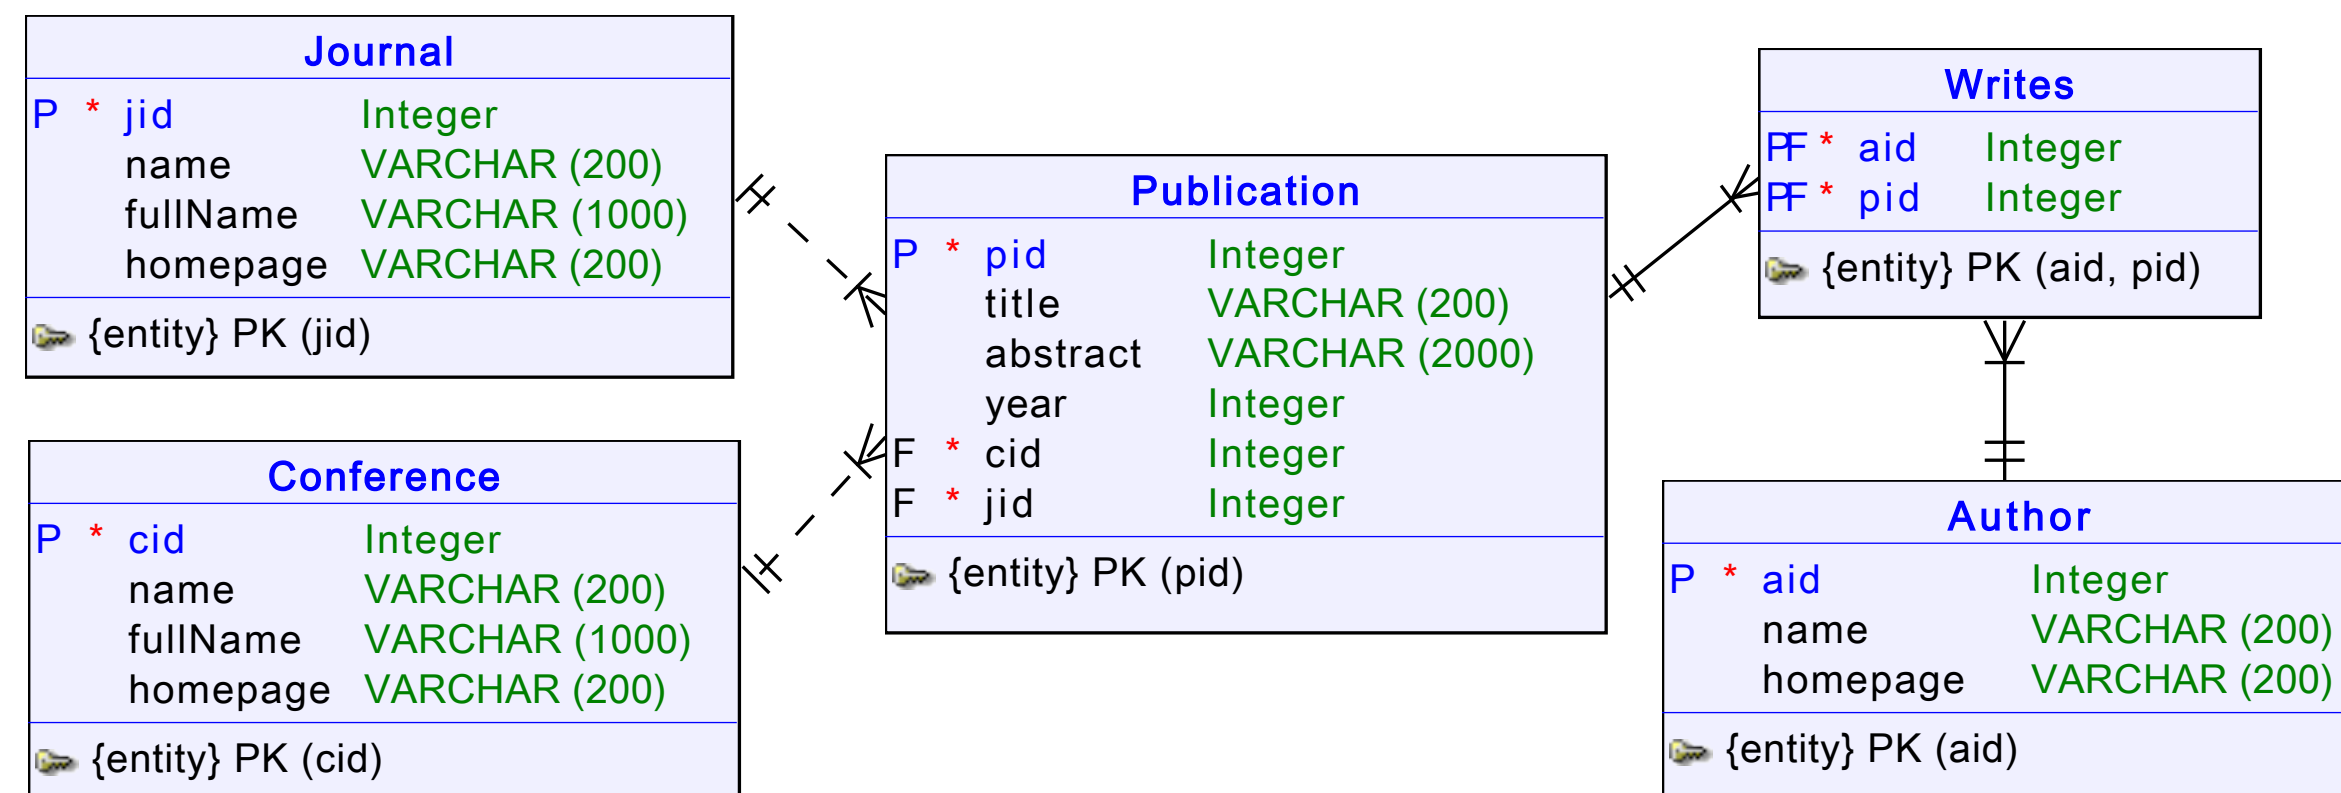 Journal
P * jid Integer
name VARCHAR (200)
fullName VARCHAR (1000)
homepage VARCHAR (200)
{entity} PK (jid)
Conference
P * cid Integer
name VARCHAR (200)
fullName VARCHAR (1000)
homepage VARCHAR (200)
{entity} PK (cid)
Publication
P * pid Integer
title VARCHAR (200)
abstract VARCHAR (2000)
year Integer
F * cid Integer
F * jid Integer
{entity} PK (pid)
Writes
PF * aid Integer
PF * pid Integer
{entity} PK (aid, pid)
Author
P * aid Integer
name VARCHAR (200)
homepage VARCHAR (200)
{entity} PK (aid)